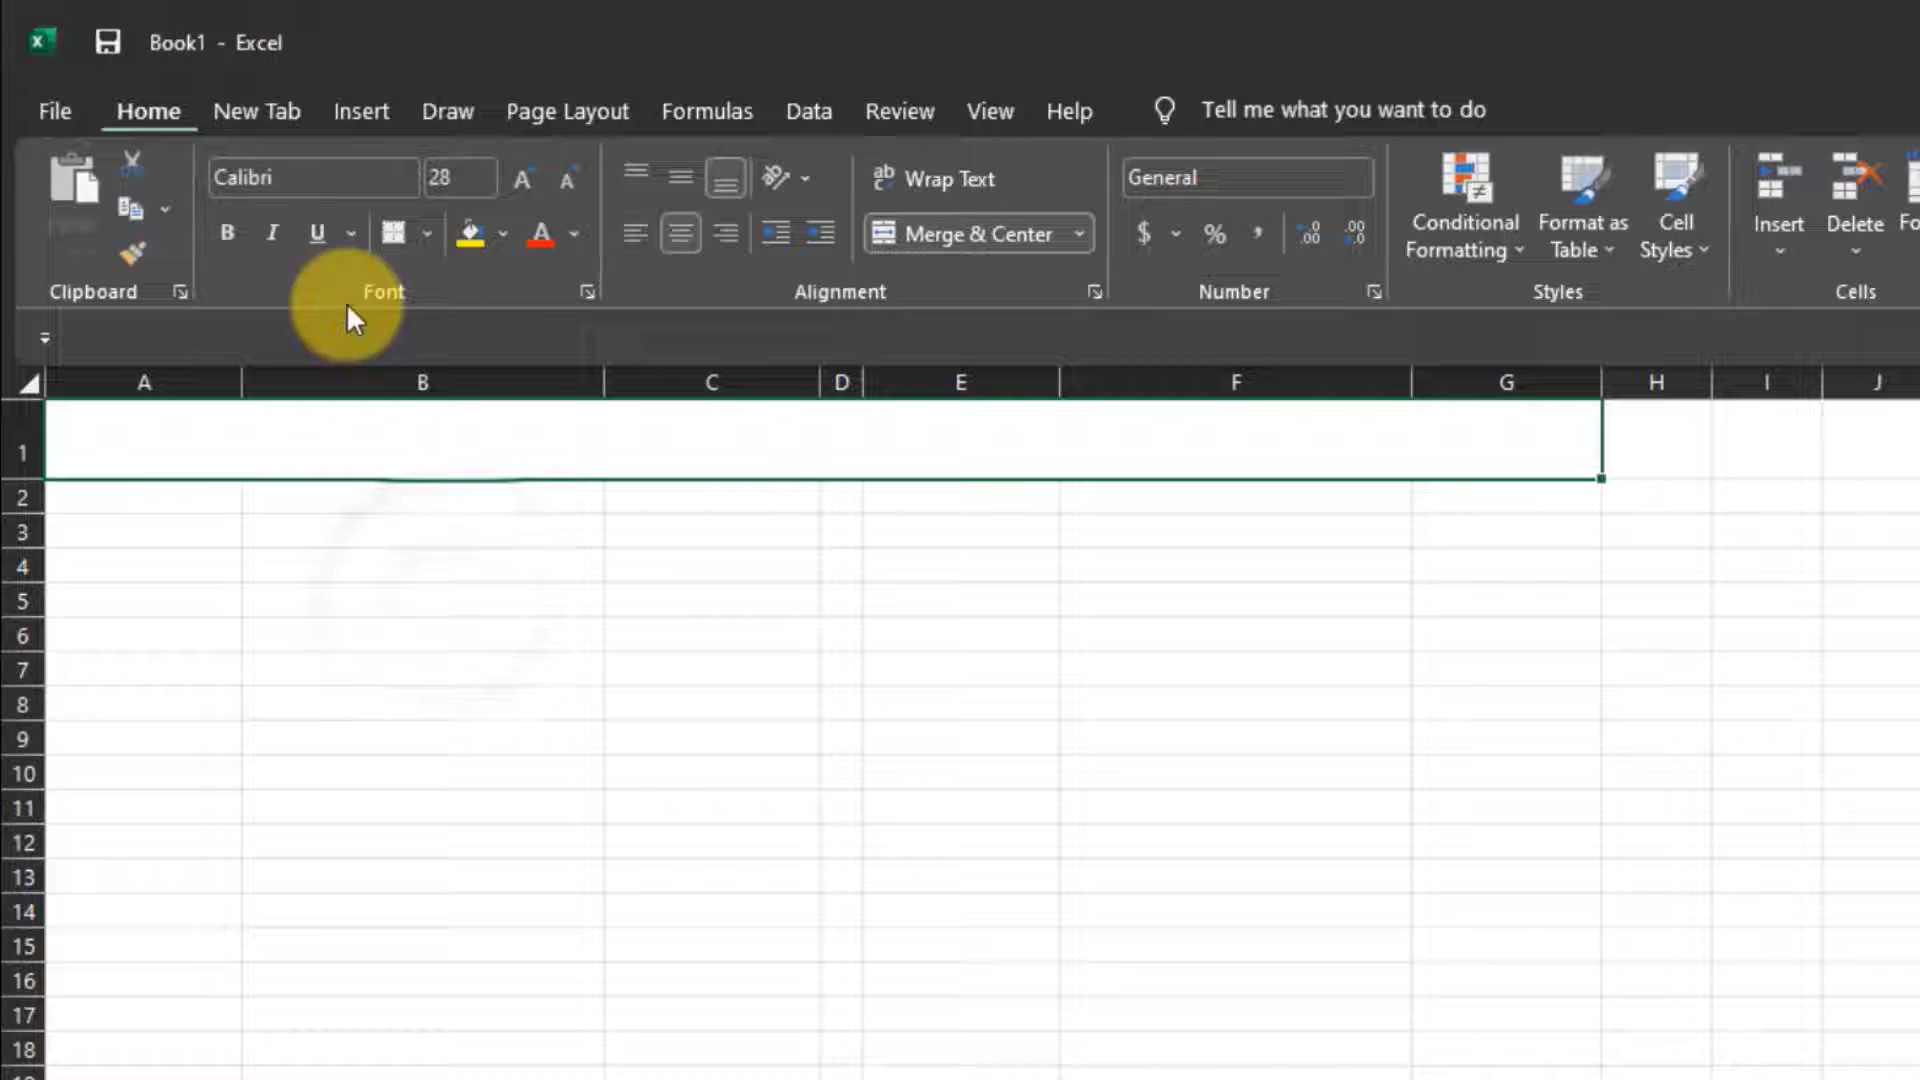 Book1 - Excel
File Home New Tab Insert Draw Page Layout Formulas Data Review View Help Tell me what you want to do
Calibri 28 Wrap Text General
B I U A Merge & Center $ % , .00 .00
Conditional Formatting
Format as Table
Cell Styles
Insert Delete Fo
Clipboard Font Alignment Number Styles Cells
A B C D E F G H I J
1
2
3
4
5
6
7
8
9
10
11
12
13
14
15
16
17
18